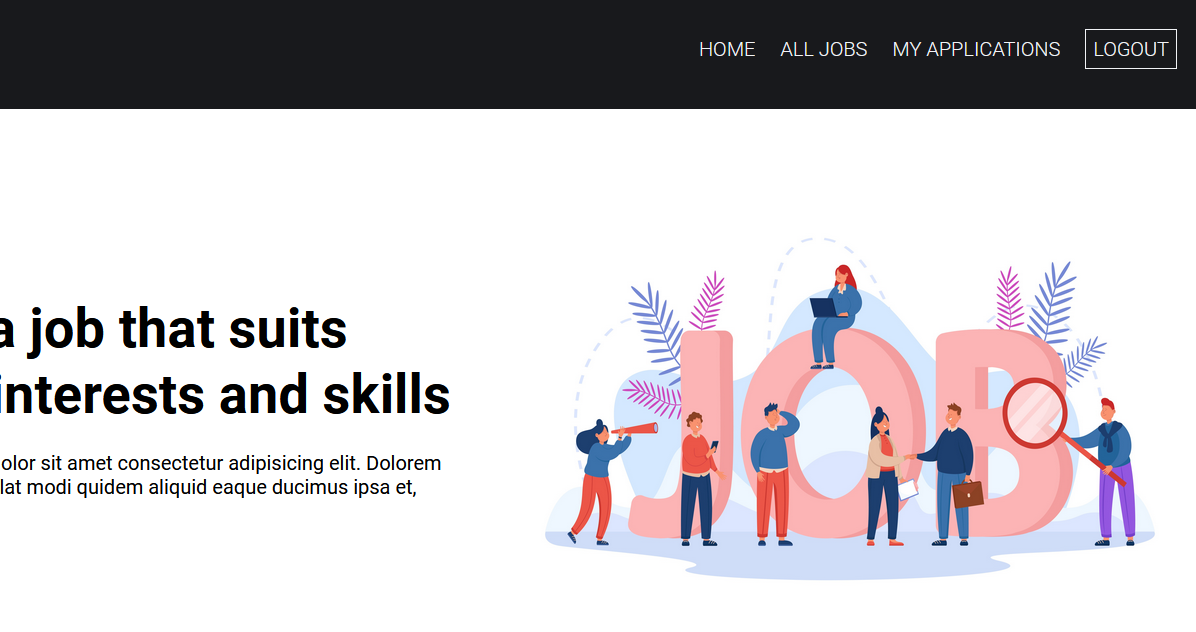 HOME ALL JOBS MY APPLICATIONS LOGOUT
a job that suits
interests and skills
JOB
olor sit amet consectetur adipisicing elit. Dolorem
lat modi quidem aliquid eaque ducimus ipsa et,